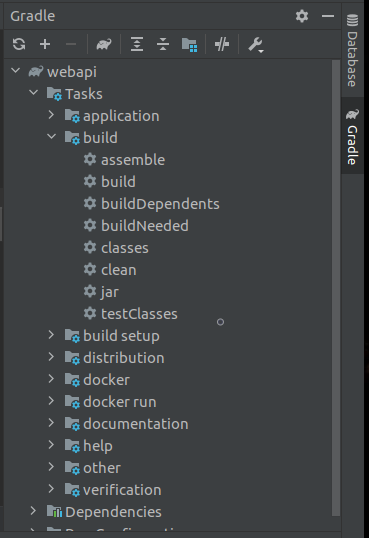 Gradle
webapi
Tasks
application
build
assemble
build
buildDependents
buildNeeded
classes
clean
jar
testClasses
build setup
distribution
docker
docker run
documentation
help
other
verification
Dependencies
Database
Gradle